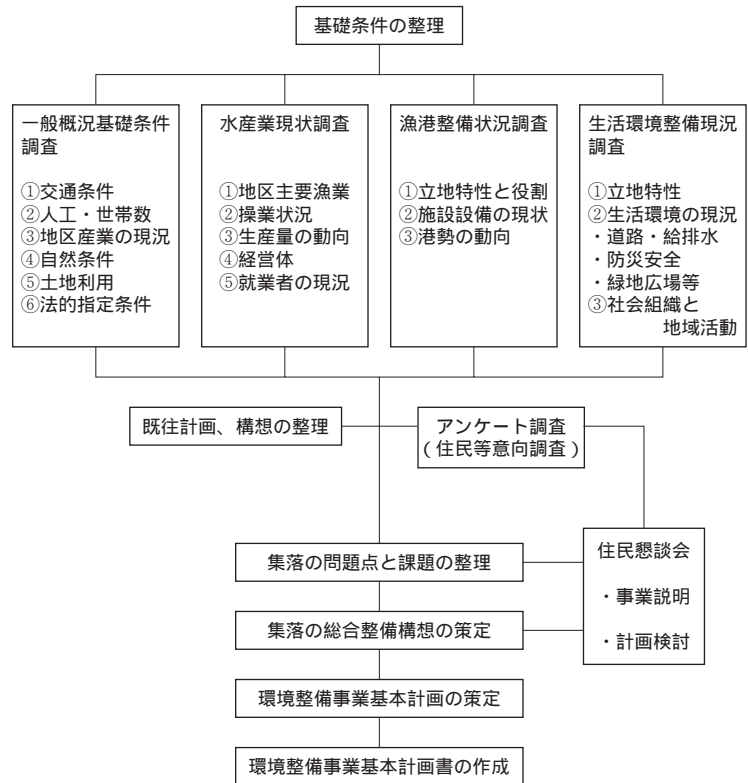 基礎条件の整理
一般概況基礎条件
調査
①交通条件
②人工・世帯数
③地区産業の現況
④自然条件
⑤土地利用
⑥法的指定条件
水産業現状調査
①地区主要漁業
②操業状況
③生産量の動向
④経営体
⑤就業者の現況
漁港整備状況調査
①立地特性と役割
②施設設備の現状
③港勢の動向
生活環境整備現況
調査
①立地特性
②生活環境の現況
・道路・給排水
・防災安全
・緑地広場等
③社会組織と
地域活動
既往計画、構想の整理
アンケート調査
(住民等意向調査)
集落の問題点と課題の整理
住民懇談会
・事業説明
・計画検討
集落の総合整備構想の策定
環境整備事業基本計画の策定
環境整備事業基本計画書の作成